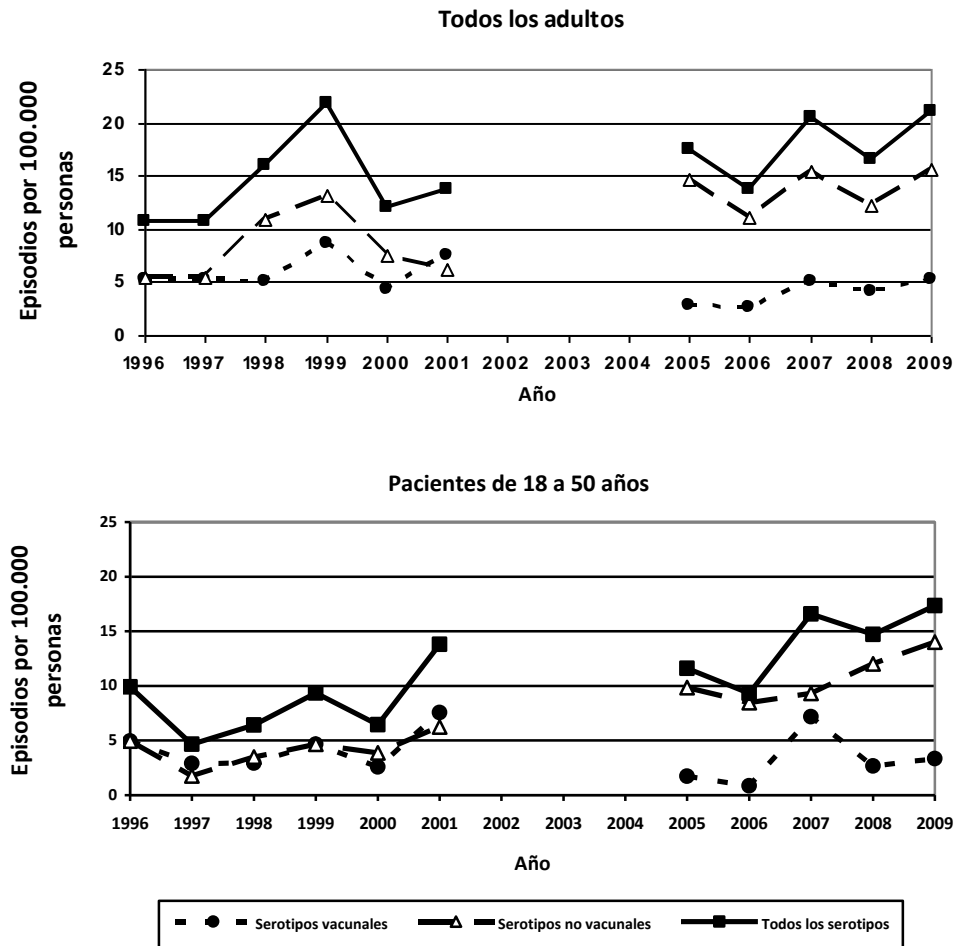 Todos los adultos
Episodios por 100.000
personas
25
20
15
10
5
0
1996 1997 1998 1999 2000 2001 2002 2003 2004 2005 2006 2007 2008 2009
Año
Pacientes de 18 a 50 años
Episodios por 100.000
personas
25
20
15
10
5
0
1996 1997 1998 1999 2000 2001 2002 2003 2004 2005 2006 2007 2008 2009
Año
Serotipos vacunales Serotipos no vacunales Todos los serotipos